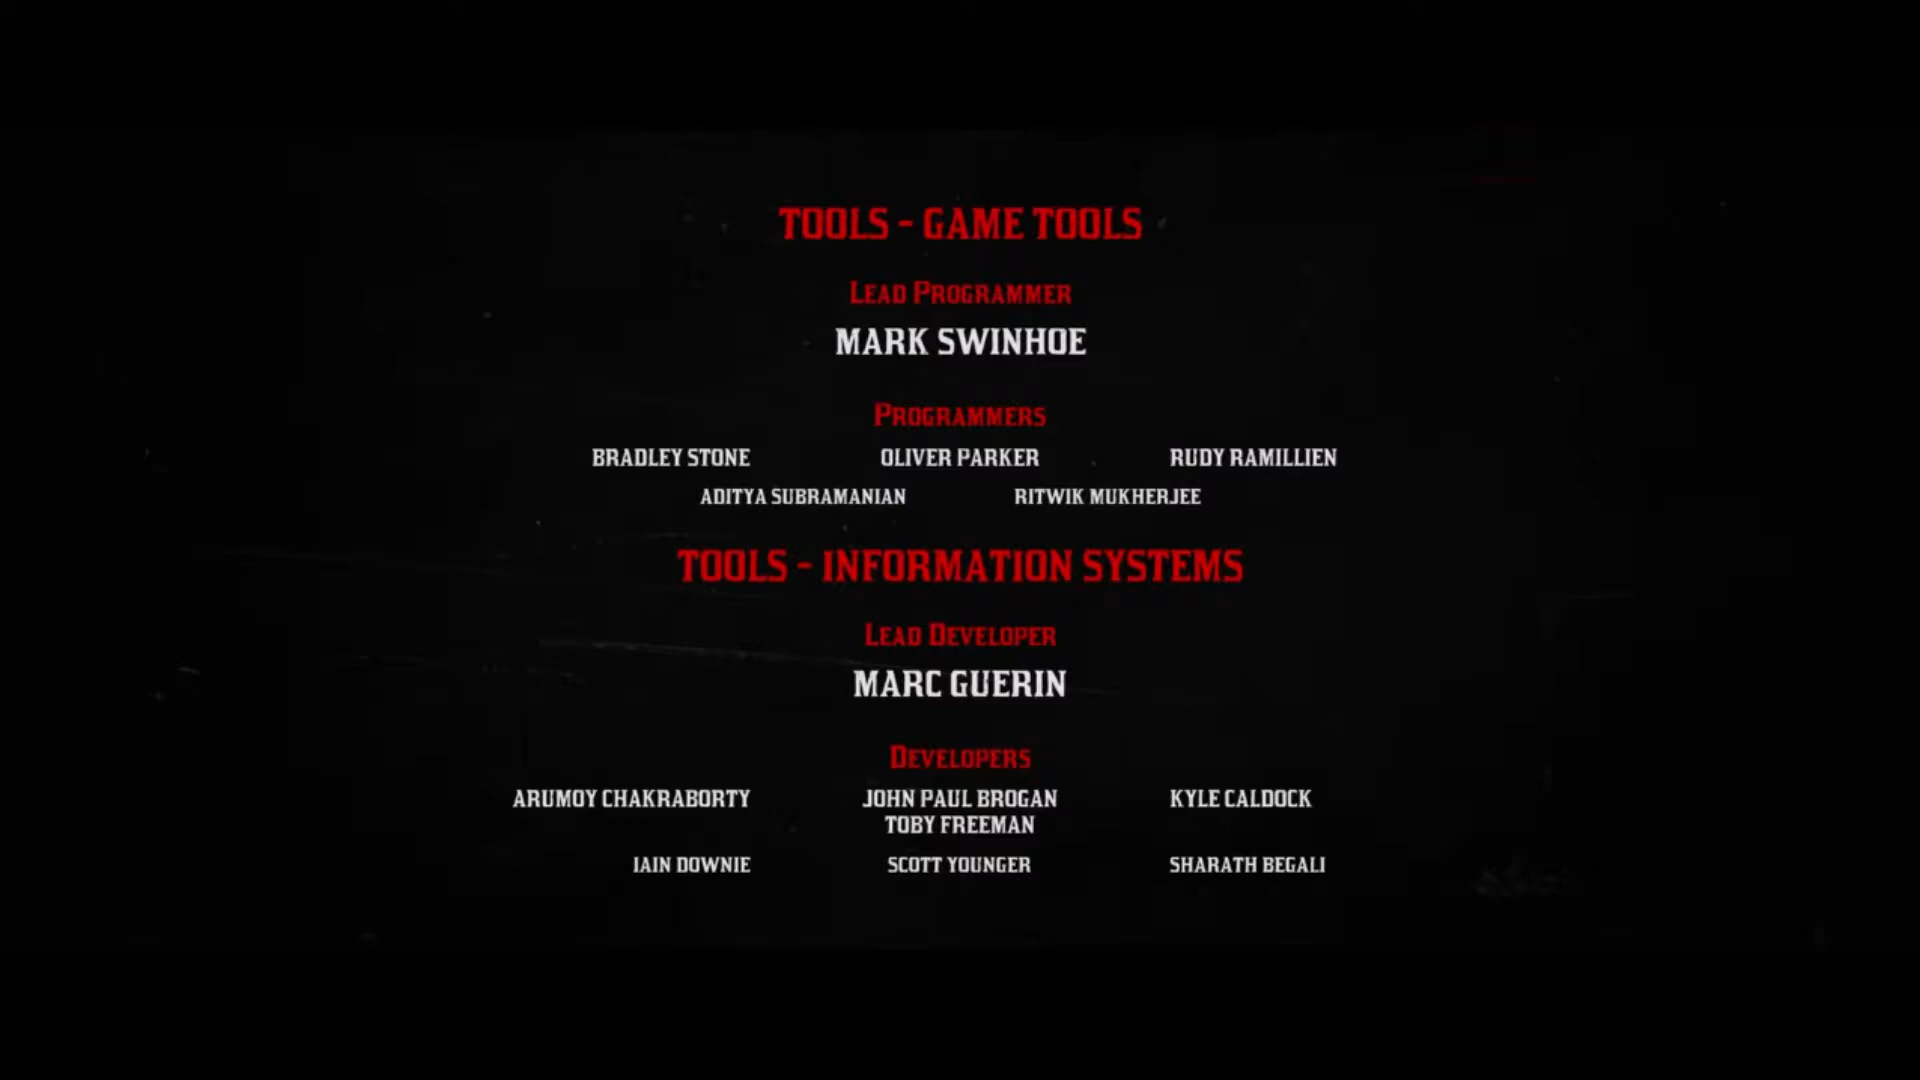 TOOLS - GAME TOOLS
LEAD PROGRAMMER
MARK SWINHOE
PROGRAMMERS
BRADLEY STONE OLIVER PARKER RUDY RAMILLIEN
ADITYA SUBRAMANIAN RITWIK MUKHERJEE
TOOLS - INFORMATION SYSTEMS
LEAD DEVELOPER
MARC GUERIN
DEVELOPERS
ARUMOY CHAKRABORTY JOHN PAUL BROGAN KYLE CALDOCK
TOBY FREEMAN
IAIN DOWNIE SCOTT YOUNGER SHARATH BEGALI